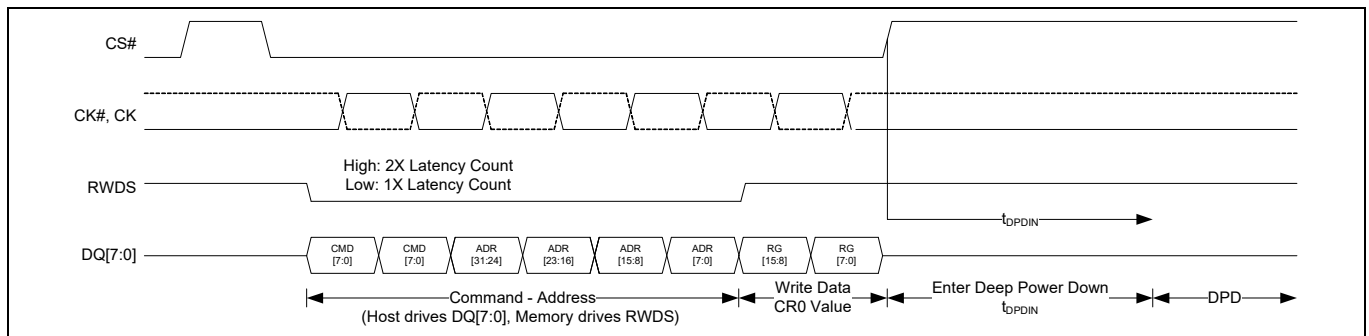 CS#
CK#, CK
High: 2X Latency Count
Low: 1X Latency Count
RWDS
tDPDIN
DQ[7:0]
CMD
[7:0]
CMD
[7:0]
ADR
[31:24]
ADR
[23:16]
ADR
[15:8]
ADR
[7:0]
RG
[15:8]
RG
[7:0]
Command - Address
(Host drives DQ[7:0], Memory drives RWDS)
Write Data
CR0 Value
Enter Deep Power Down
tDPDIN
DPD